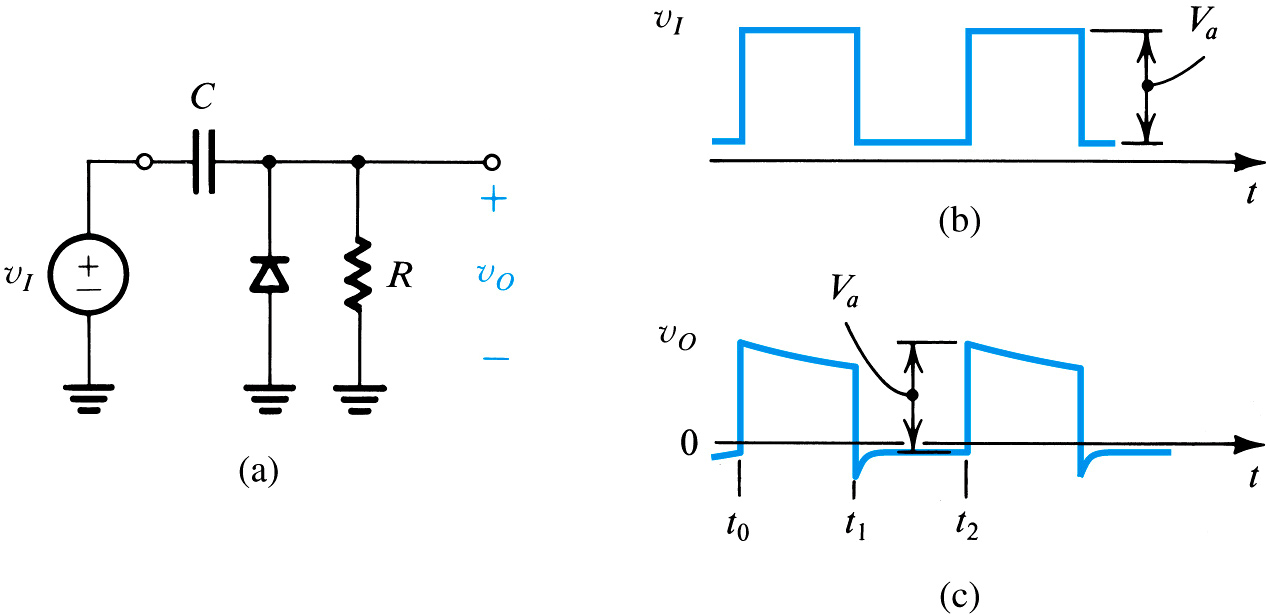 C
v_I
+
−
R
+
v_O
−
(a)
v_I
V_a
t
(b)
V_a
v_O
0
t
t_0
t_1
t_2
(c)